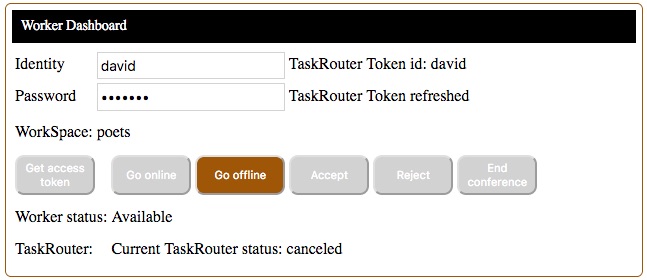 Worker Dashboard
Identity david TaskRouter Token id: david
Password ••••••• TaskRouter Token refreshed
WorkSpace: poets
Get access token Go online Go offline Accept Reject End conference
Worker status: Available
TaskRouter: Current TaskRouter status: canceled